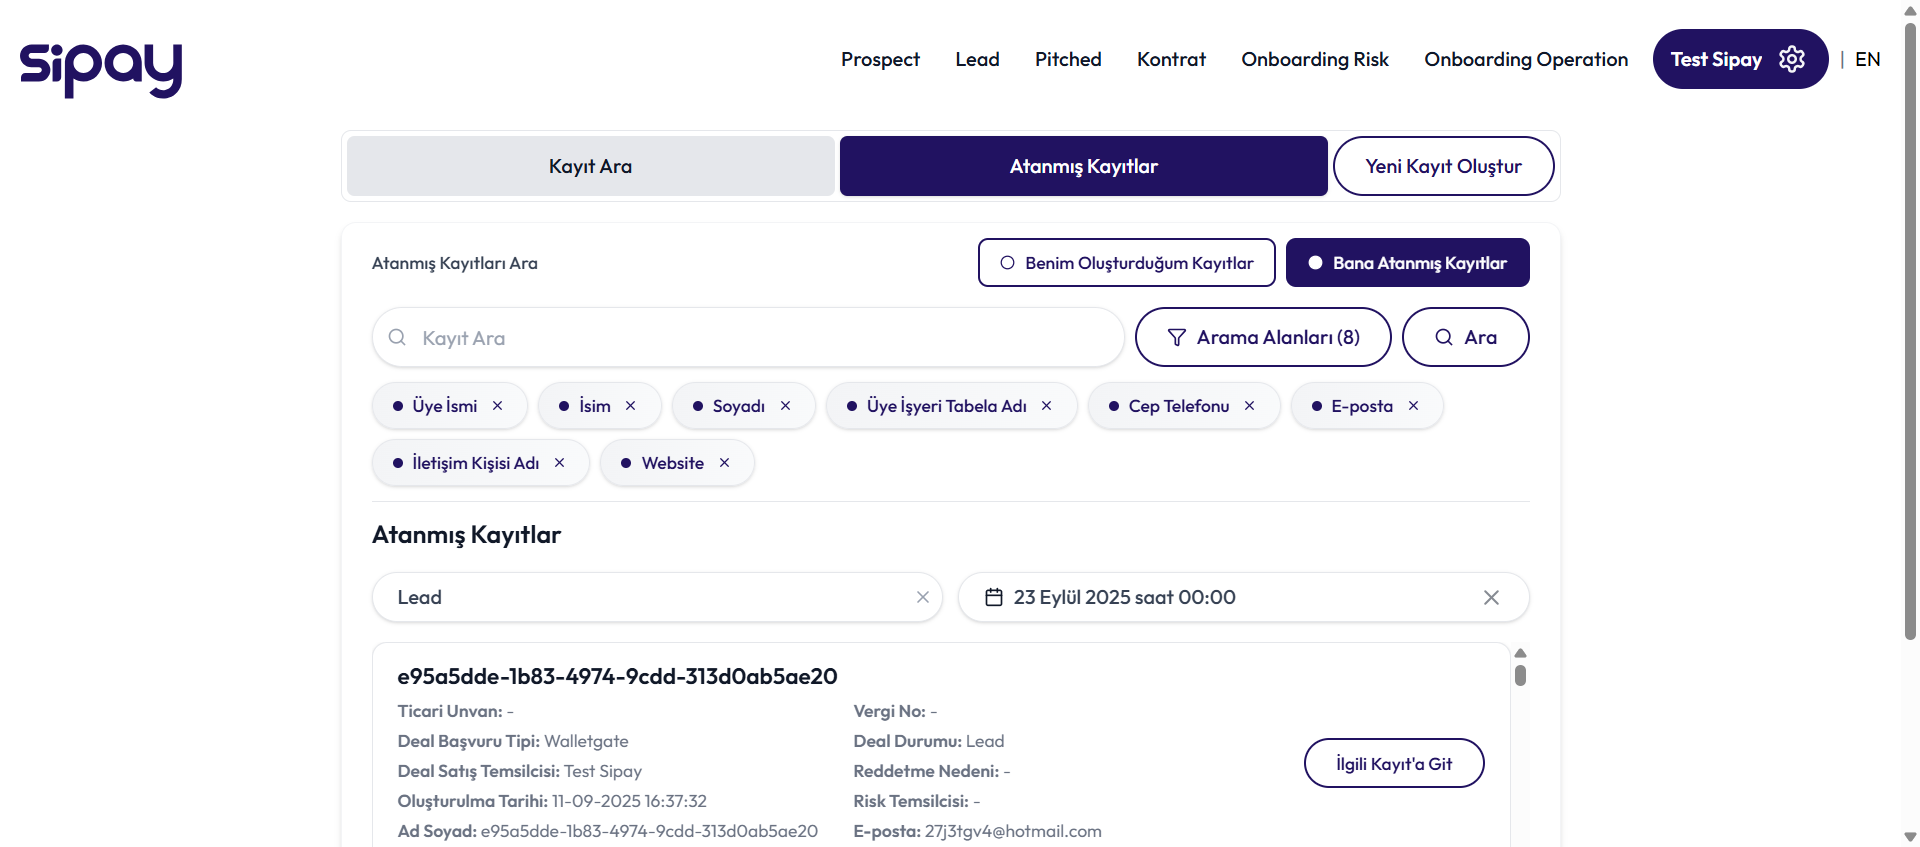 sipay
Prospect Lead Pitched Kontrat Onboarding Risk Onboarding Operation Test Sipay | EN
Kayıt Ara Atanmış Kayıtlar Yeni Kayıt Oluştur
Atanmış Kayıtları Ara Benim Oluşturduğum Kayıtlar Bana Atanmış Kayıtlar
Kayıt Ara Arama Alanları (8) Ara
Üye İsmi × İsim × Soyadı × Üye İşyeri Tabela Adı × Cep Telefonu × E-posta ×
İletişim Kişisi Adı × Website ×
Atanmış Kayıtlar
Lead × 23 Eylül 2025 saat 00:00 ×
e95a5dde-1b83-4974-9cdd-313d0ab5ae20
Ticari Unvan: - Vergi No: -
Deal Başvuru Tipi: Walletgate Deal Durumu: Lead
Deal Satış Temsilcisi: Test Sipay Reddetme Nedeni: -
İlgili Kayıt'a Git
Oluşturulma Tarihi: 11-09-2025 16:37:32 Risk Temsilcisi: -
Ad Soyad: e95a5dde-1b83-4974-9cdd-313d0ab5ae20 E-posta: 27j3tgv4@hotmail.com